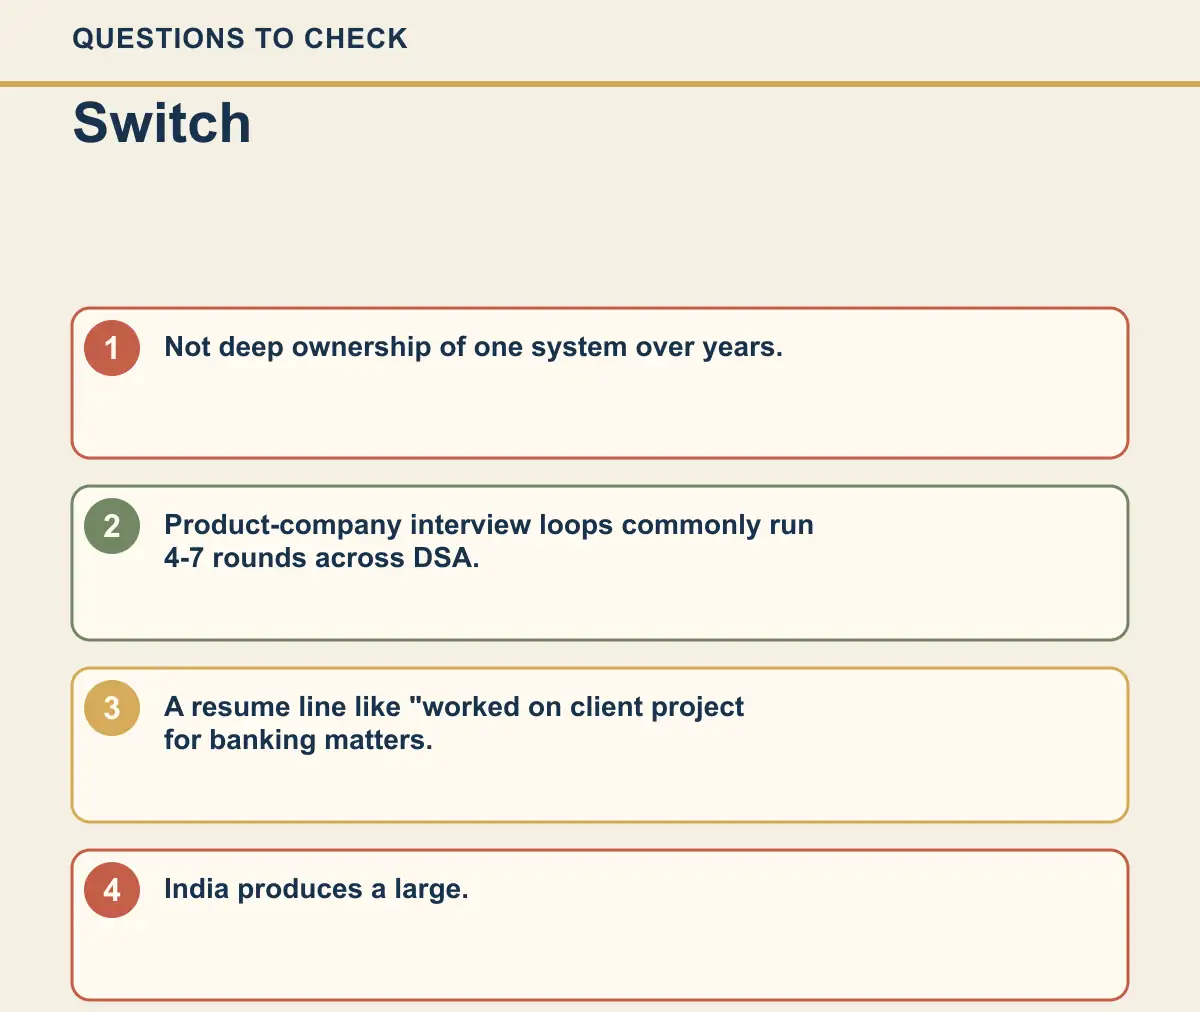 QUESTIONS TO CHECK
Switch
1
Not deep ownership of one system over years.
2
Product-company interview loops commonly run
4-7 rounds across DSA.
3
A resume line like "worked on client project
for banking matters.
4
India produces a large.